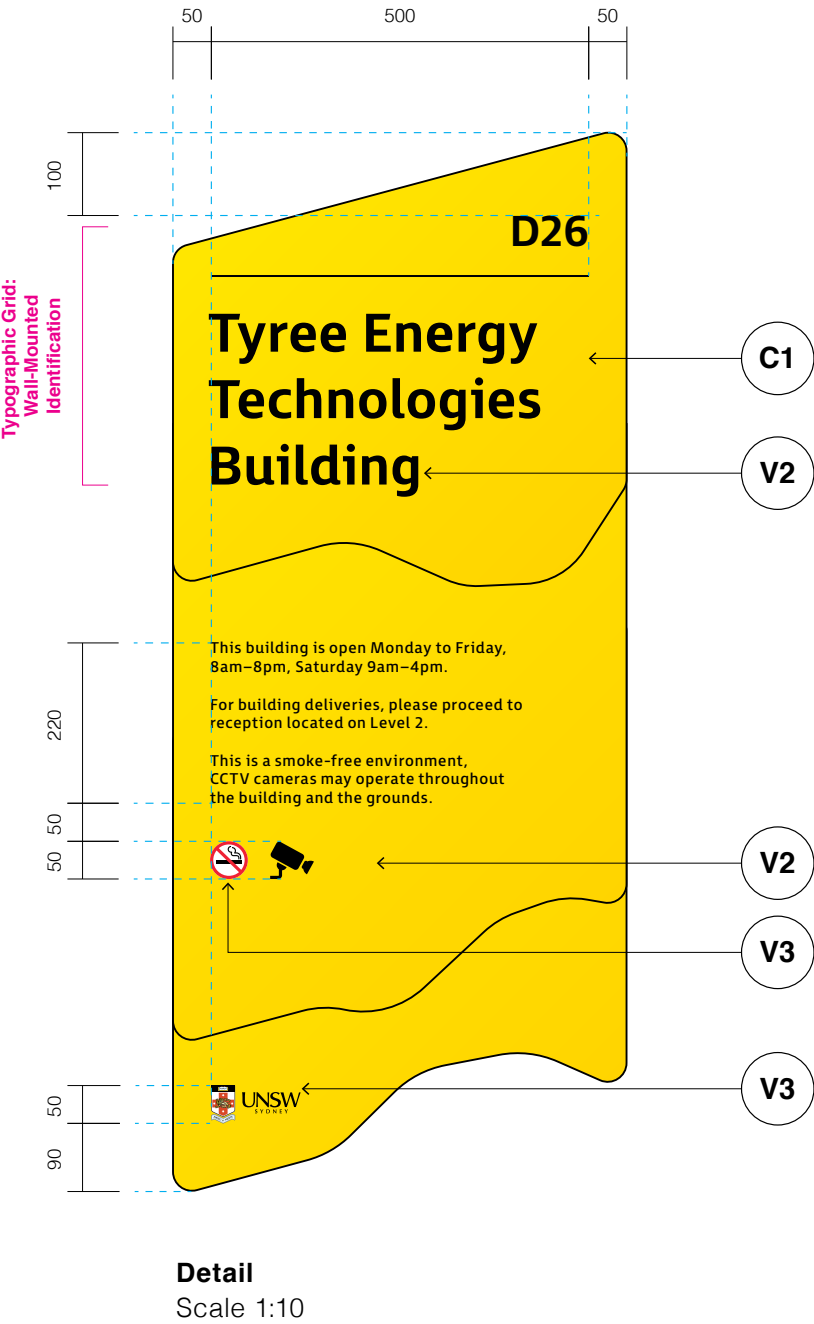 50 500 50
100
Typographic Grid:
Wall-Mounted
Identification
D26
Tyree Energy
Technologies
Building
C1
V2
This building is open Monday to Friday,
8am–8pm, Saturday 9am–4pm.
For building deliveries, please proceed to
reception located on Level 2.
This is a smoke-free environment,
CCTV cameras may operate throughout
the building and the grounds.
220
50
50
V2
V3
UNSW
SYDNEY
V3
50
90
Detail
Scale 1:10